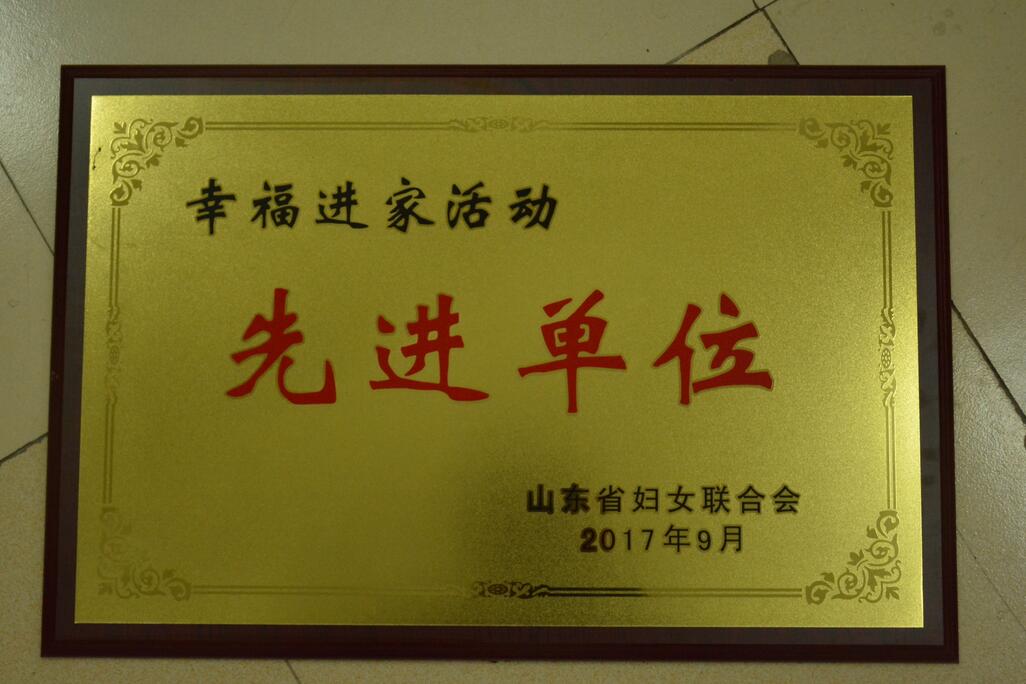 幸福进家活动
先进单位
山东省妇女联合会
2017年9月